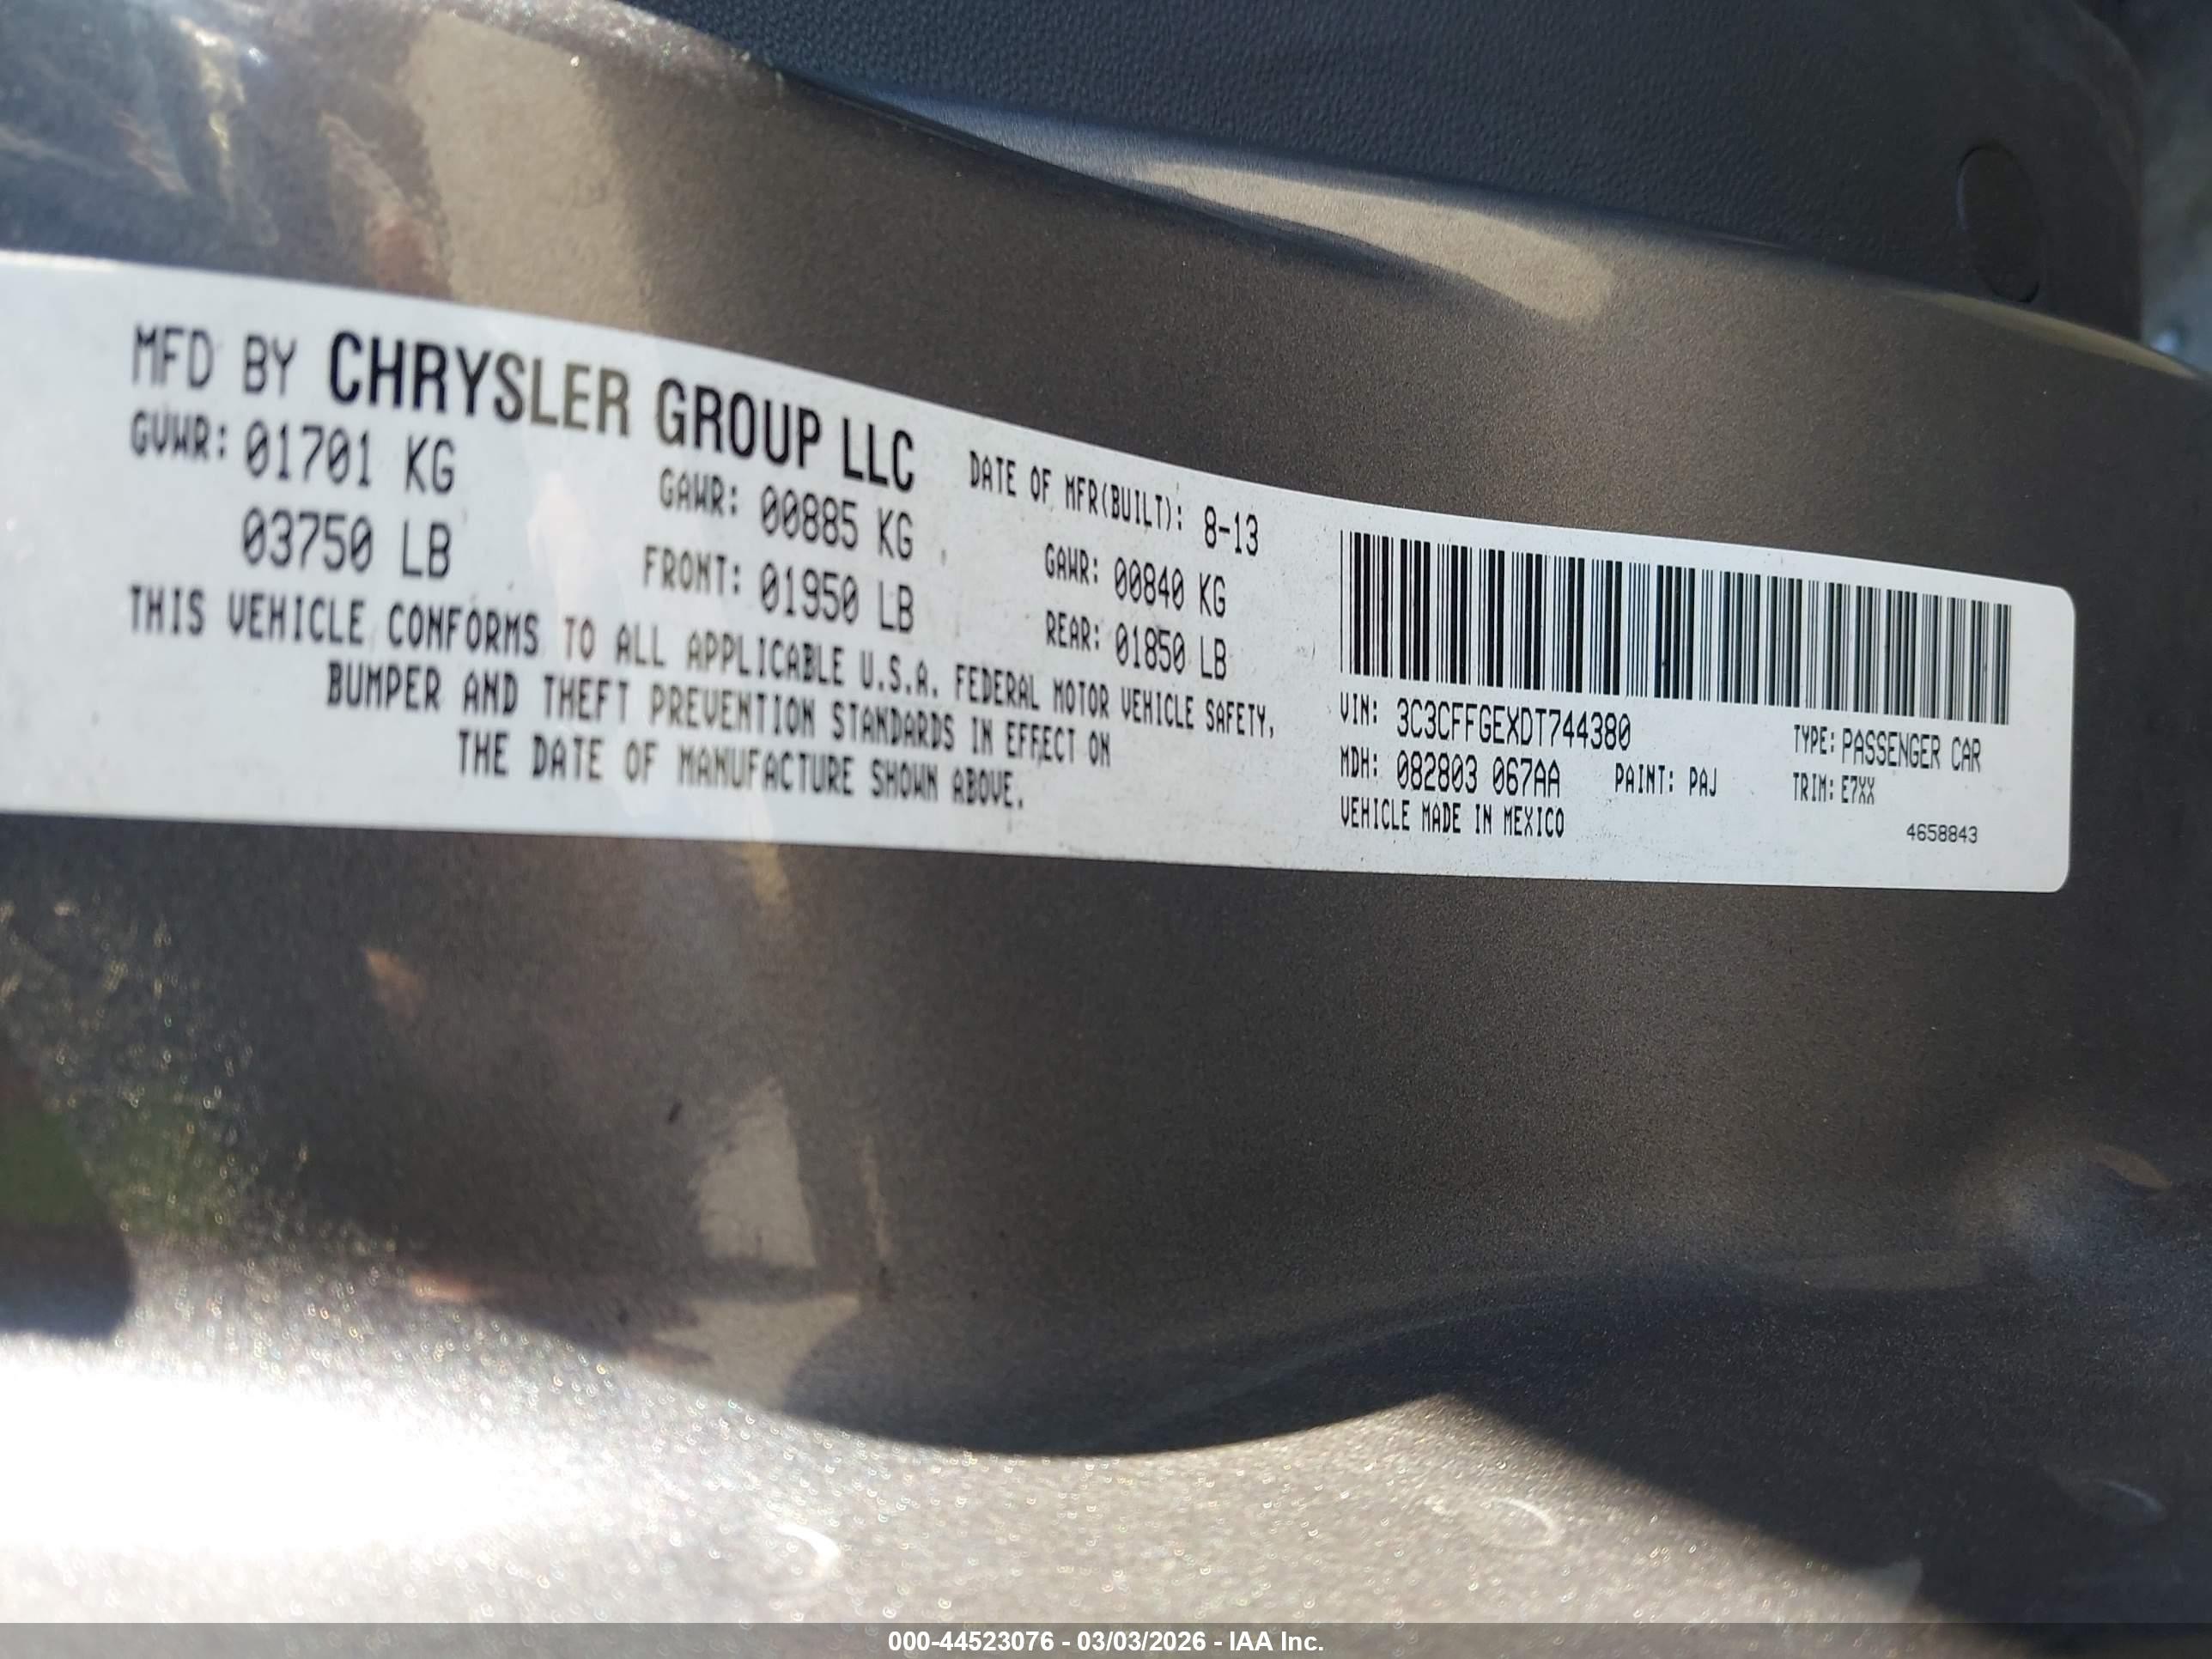 MFD BY CHRYSLER GROUP LLC
DATE OF MFR(BUILT): 8-13
GVWR: 01701 KG
03750 LB
GAWR: 00885 KG
FRONT: 01950 LB
GAWR: 00840 KG
REAR: 01850 LB
THIS VEHICLE CONFORMS TO ALL APPLICABLE U.S.A. FEDERAL MOTOR VEHICLE SAFETY,
BUMPER AND THEFT PREVENTION STANDARDS IN EFFECT ON
THE DATE OF MANUFACTURE SHOWN ABOVE.
VIN: 3C3CFFGEXDT744380
TYPE: PASSENGER CAR
MDH: 082803 067AA
PAINT: PAJ
TRIM: E7XX
VEHICLE MADE IN MEXICO
4658843
000-44523076 - 03/03/2026 - IAA Inc.